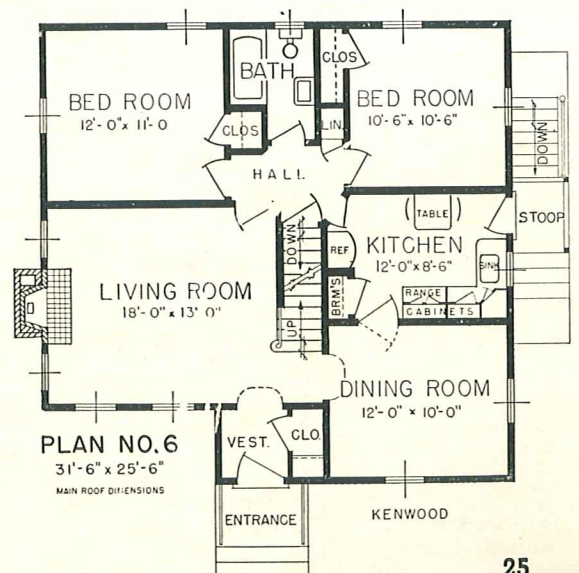 BED ROOM
12'-0" x 11'-0
CLOS
BATH
CLOS
LIN.
BED ROOM
10'-6" x 10'-6"
DOWN
HALL
STOOP
TABLE
KITCHEN
12'-0" x 8'-6"
REF.
SINK
RANGE
CABINETS
BRM'S
DOWN
UP
LIVING ROOM
18'-0" x 13' 0"
DINING ROOM
12'-0" x 10'-0"
VEST.
CLO.
PLAN NO. 6
31'-6" x 25'-6"
MAIN ROOF DIMENSIONS
ENTRANCE
KENWOOD
25